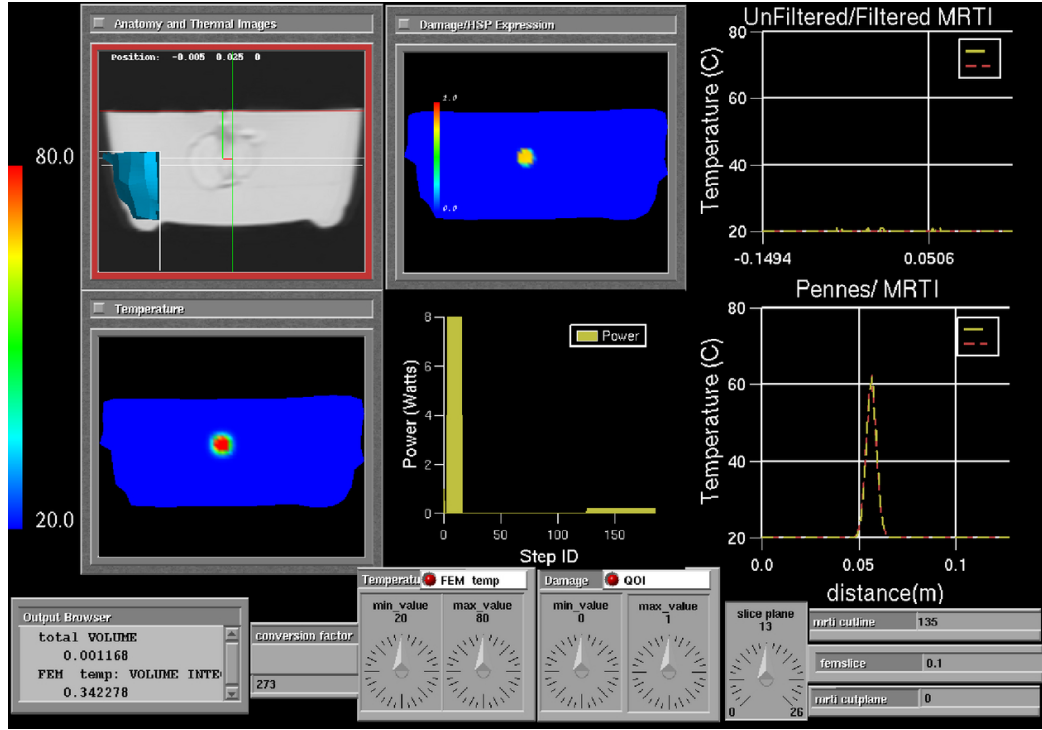 Anatomy and Thermal Images
Position: -0.005 0.025 0
80.0
20.0
Damage/HSP Expression
1.0
0.0
UnFiltered/Filtered MRTI
Temperature (C)
80
60
40
20
-0.1494
0.0506
Temperature
Power (Watts)
8
6
4
2
0
Power
0
50
100
150
Step ID
Pennes/ MRTI
Temperature (C)
80
60
40
20
0.0
0.05
0.1
distance(m)
Output Browser
total VOLUME
0.001168
FEM temp: VOLUME INTE
0.342278
conversion factor
273
Temperatu
FEM temp
min_value
20
max_value
80
Damage
QOI
min_value
0
max_value
1
slice plane
13
0
26
mrti cutline
135
femslice
0.1
mrti cutplane
0